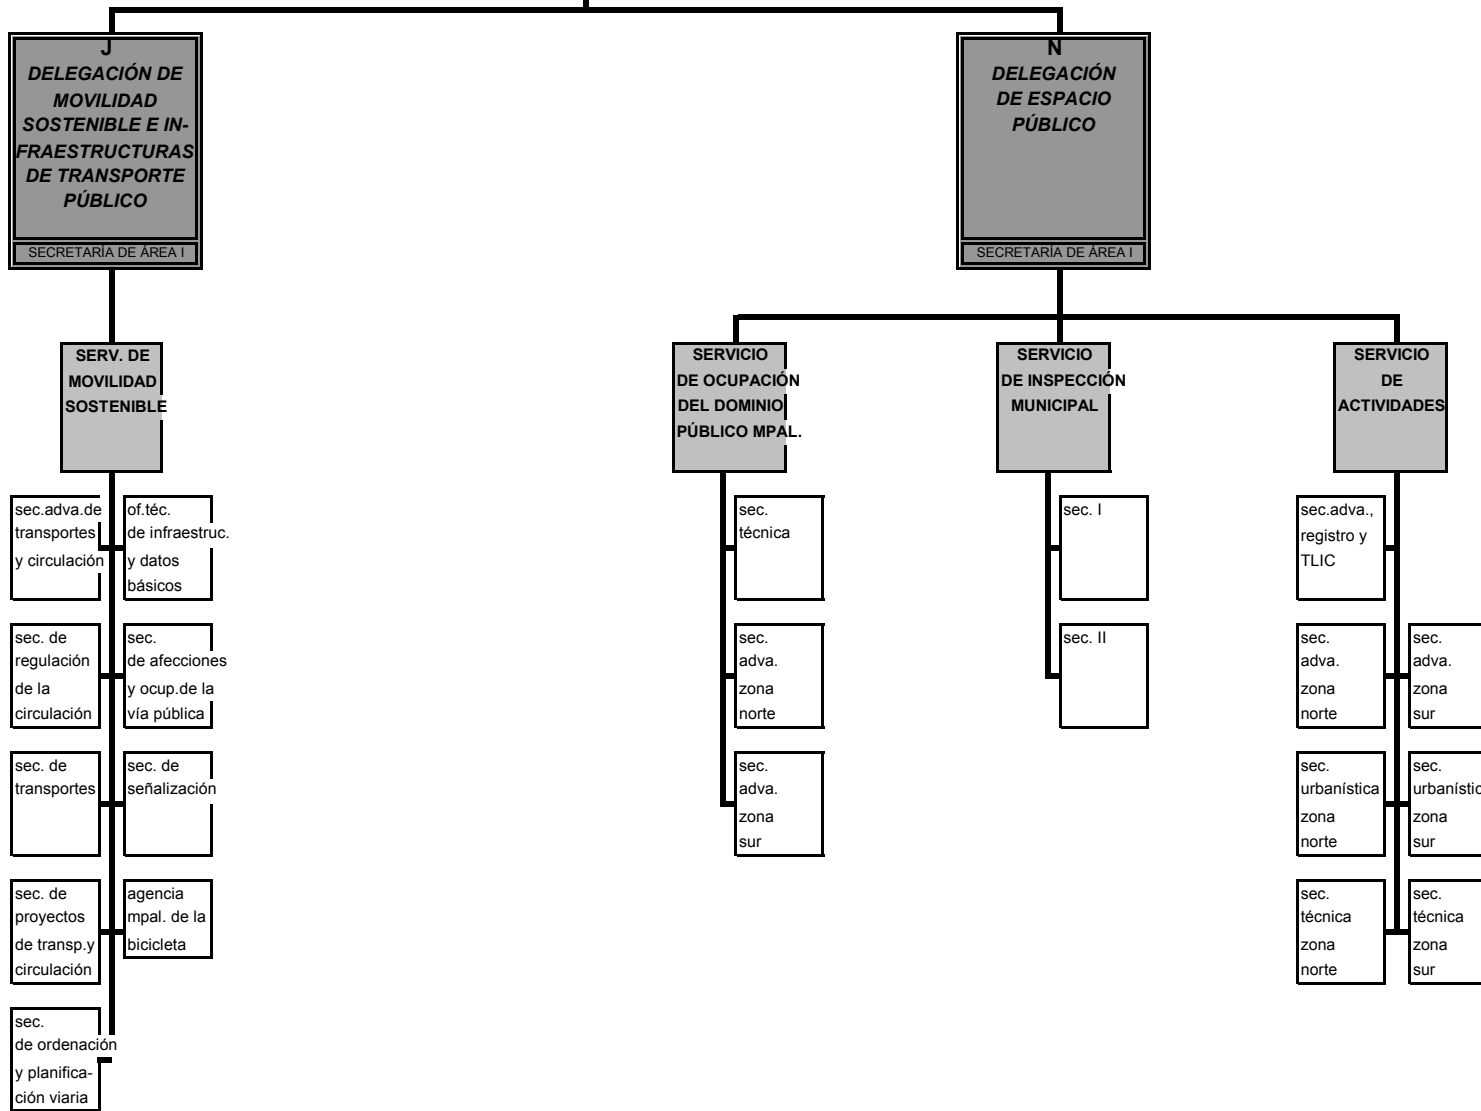 J
DELEGACIÓN DE
MOVILIDAD
SOSTENIBLE E IN-
FRAESTRUCTURAS
DE TRANSPORTE
PÚBLICO
SECRETARÍA DE ÁREA I
N
DELEGACIÓN
DE ESPACIO
PÚBLICO
SECRETARÍA DE ÁREA I
SERV. DE
MOVILIDAD
SOSTENIBLE
SERVICIO
DE OCUPACIÓN
DEL DOMINIO
PÚBLICO MPAL.
SERVICIO
DE INSPECCIÓN
MUNICIPAL
SERVICIO
DE
ACTIVIDADES
sec.adva.de
transportes
y circulación
of.téc.
de infraestruc.
y datos
básicos
sec. de
regulación
de la
circulación
sec.
de afecciones
y ocup.de la
vía pública
sec. de
transportes
sec. de
señalización
sec. de
proyectos
de transp.y
circulación
agencia
mpal. de la
bicicleta
sec.
de ordenación
y planifica-
ción viaria
sec.
técnica
sec.
adva.
zona
norte
sec.
adva.
zona
sur
sec. I
sec. II
sec.adva.,
registro y
TLIC
sec.
adva.
zona
norte
sec.
adva.
zona
sur
sec.
urbanística
zona
norte
sec.
urbanístic
zona
sur
sec.
técnica
zona
norte
sec.
técnica
zona
sur